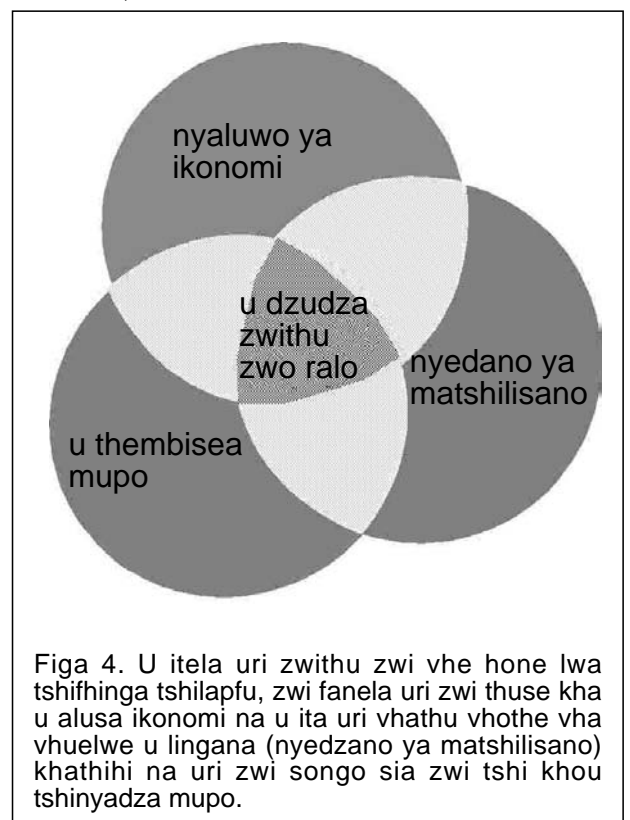 nyaluwo ya
ikonomi
u dzudza
zwithu
zwo ralo
nyedano ya
matshilisano
u thembisea
mupo
Figa 4. U itela uri zwithu zwi vhe hone lwa
tshifhinga tshilapfu, zwi fanela uri zwi thuse kha
u alusa ikonomi na u ita uri vhathu vhothe vha
vhuelwe u lingana (nyedzano ya matshilisano)
khathihi na uri zwi songo sia zwi tshi khou
tshinyadza mupo.